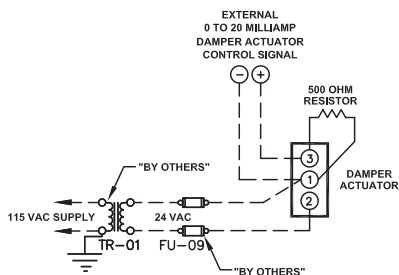 EXTERNAL
0 TO 20 MILLIAMP
DAMPER ACTUATOR
CONTROL SIGNAL
− +
500 OHM
RESISTOR
3
"BY OTHERS"
1
DAMPER
ACTUATOR
2
115 VAC SUPPLY
24 VAC
TR-01
FU-09
"BY OTHERS"